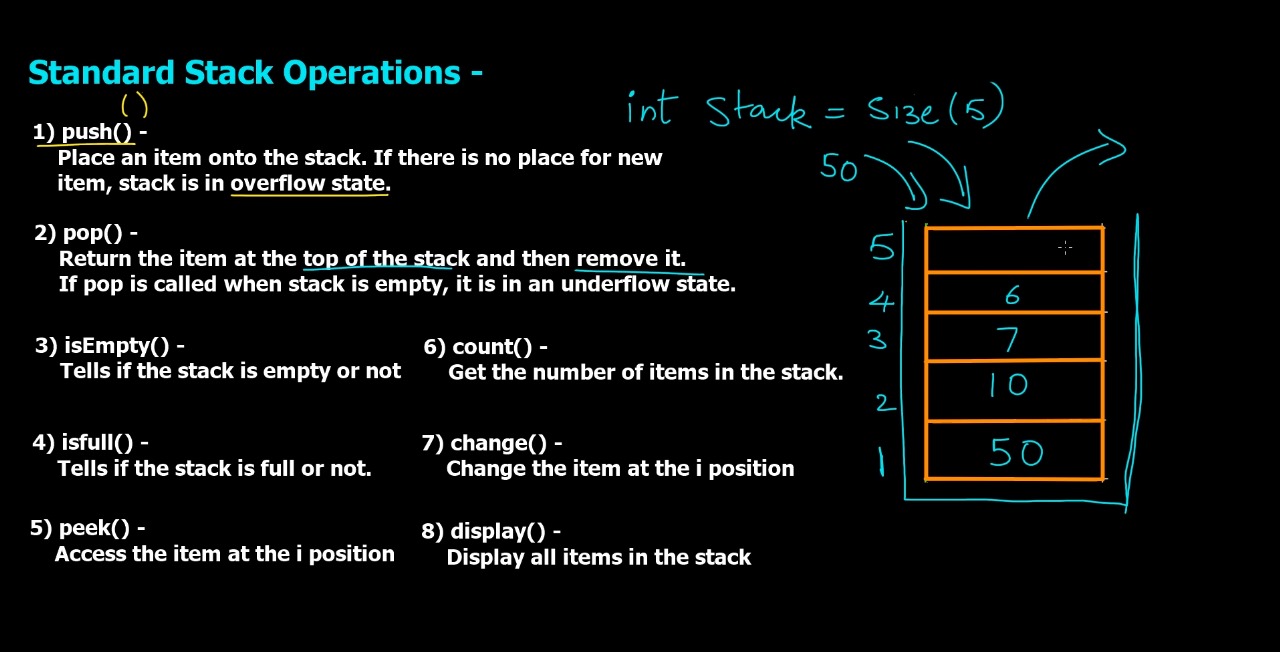 Standard Stack Operations -
( )
1) push() -
Place an item onto the stack. If there is no place for new
item, stack is in overflow state.
2) pop() -
Return the item at the top of the stack and then remove it.
If pop is called when stack is empty, it is in an underflow state.
3) isEmpty() -
Tells if the stack is empty or not
4) isfull() -
Tells if the stack is full or not.
5) peek() -
Access the item at the i position
6) count() -
Get the number of items in the stack.
7) change() -
Change the item at the i position
8) display() -
Display all items in the stack
int Stack = Size(5)
50
5
4 6
3 7
2 10
1 50